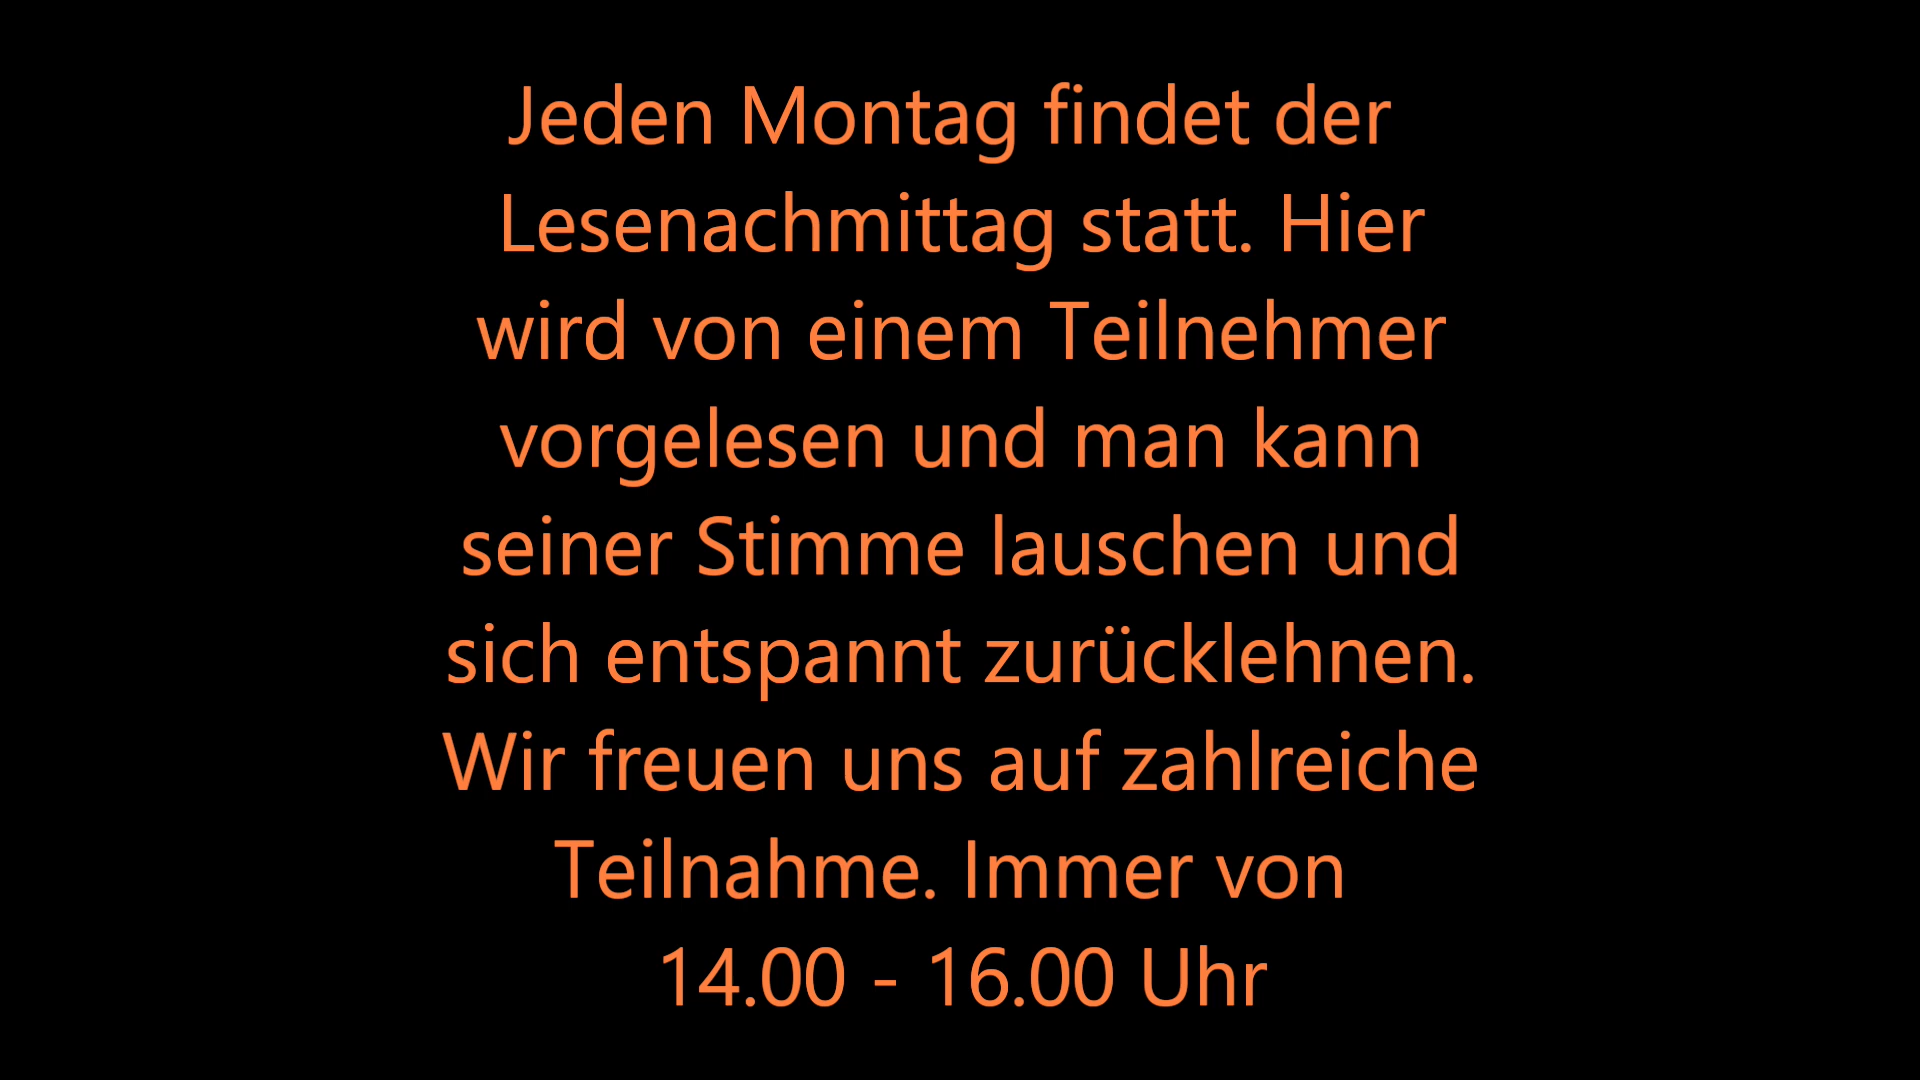 Jeden Montag findet der
Lesenachmittag statt. Hier
wird von einem Teilnehmer
vorgelesen und man kann
seiner Stimme lauschen und
sich entspannt zurücklehnen.
Wir freuen uns auf zahlreiche
Teilnahme. Immer von
14.00 - 16.00 Uhr